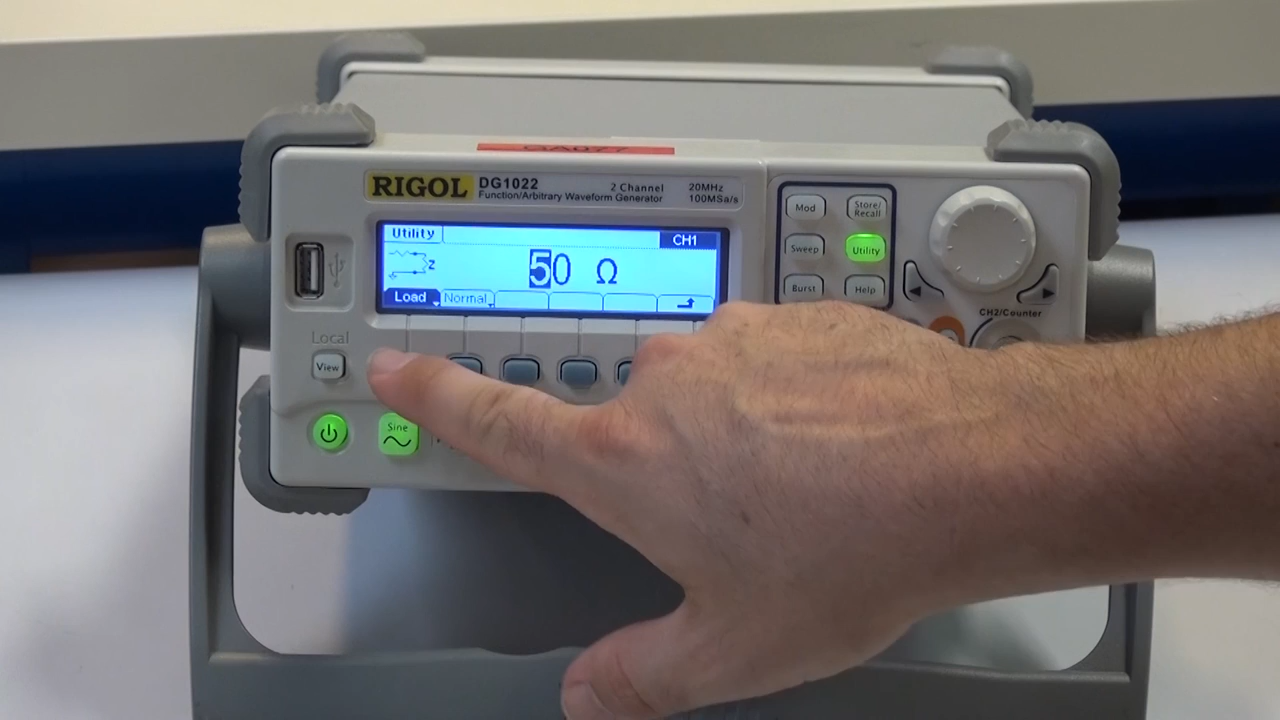 RIGOL DG1022 2 Channel 20MHz
Function/Arbitrary Waveform Generator 100MSa/s
Utility CH1
Z 50 Ω
Load Normal
Local
View
Sine
Mod Store/Recall
Sweep Utility
Burst Help
CH2/Counter